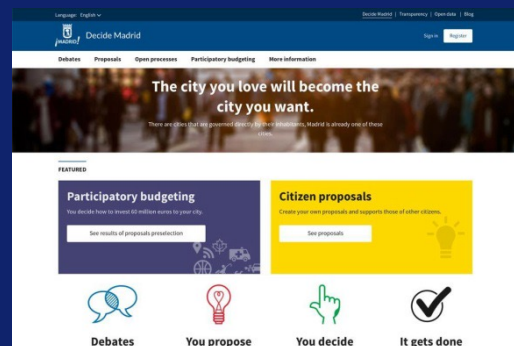 Language: English
Decide Madrid | Transparency | Open data | Blog
¡MADRID!
Decide Madrid
Sign in
Register
Debates
Proposals
Open processes
Participatory budgeting
More information
The city you love will become the
city you want.
There are cities that are governed directly by their inhabitants, Madrid is already one of these
cities.
FEATURED
Participatory budgeting
You decide how to invest 60 million euros to your city.
See results of proposals preselection
Citizen proposals
Create your own proposals and supports those of other citizens.
See proposals
Debates
You propose
You decide
It gets done